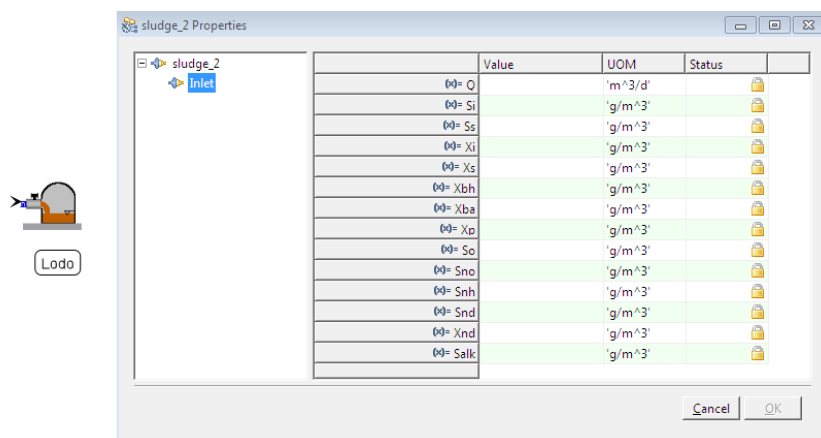 sludge_2 Properties
sludge_2
Inlet
Value UOM Status
(x)= Q 'm^3/d'
(x)= Si 'g/m^3'
(x)= Ss 'g/m^3'
(x)= Xi 'g/m^3'
(x)= Xs 'g/m^3'
(x)= Xbh 'g/m^3'
(x)= Xba 'g/m^3'
(x)= Xp 'g/m^3'
(x)= So 'g/m^3'
(x)= Sno 'g/m^3'
(x)= Snh 'g/m^3'
(x)= Snd 'g/m^3'
(x)= Xnd 'g/m^3'
(x)= Salk 'g/m^3'
Lodo
Cancel OK